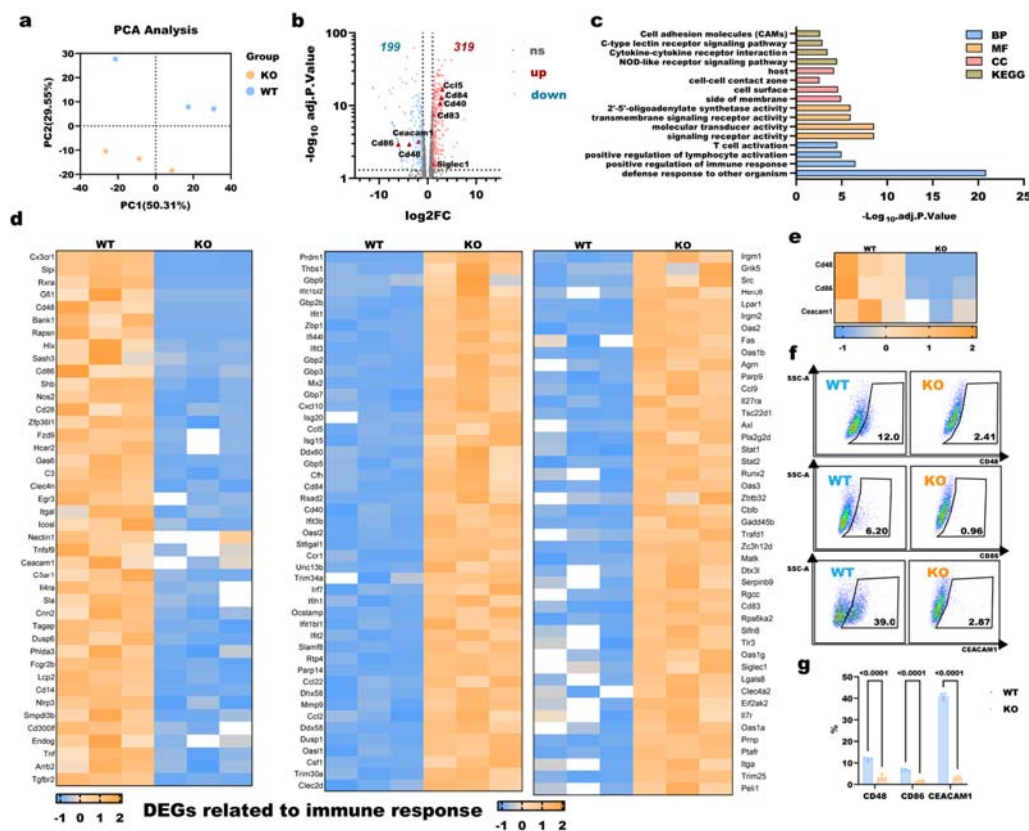 a
PCA Analysis
PC2(29.55%)
30
20
10
0
-10
-20
-40
-20
0
20
40
PC1(50.31%)
Group
KO
WT
b
199
319
-log10 adj.P.Value
100
10
1
-10
0
10
log2FC
Ccl5
Cd84
Cd40
Cd83
Ceacam1
Cd86
Cd48
Siglec1
ns
up
down
c
Cell adhesion molecules (CAMs)
C-type lectin receptor signaling pathway
Cytokine-cytokine receptor interaction
NOD-like receptor signaling pathway
host
cell-cell contact zone
cell surface
side of membrane
2'-5'-oligoadenylate synthetase activity
transmembrane signaling receptor activity
molecular transducer activity
signaling receptor activity
T cell activation
positive regulation of lymphocyte activation
positive regulation of immune response
defense response to other organism
0
5
10
15
20
25
-Log10.adj.P.Value
BP
MF
CC
KEGG
d
WT
KO
Cx3cr1
Slpi
Rxra
Gfi1
Cd48
Bank1
Rapsn
Hlx
Sash3
Cd86
Shb
Nos2
Cd28
Zfp36l1
Fzd9
Hcar2
Gas6
C3
Clec4n
Egr3
Itgal
Icosl
Nectin1
Tnfsf9
Ceacam1
C5ar1
Il4ra
Sla
Cnn2
Tagap
Dusp6
Phlda3
Fcgr2b
Lcp2
Cd14
Nlrp3
Smpdl3b
Cd300lf
Endog
Tnf
Arrb2
Tgfbr2
-1 0 1 2
WT
KO
Prdm1
Thbs1
Gbp9
Ifit1bl2
Gbp2b
Ifit1
Zbp1
Ifi44l
Ifit3
Gbp2
Gbp3
Mx2
Gbp7
Cxcl10
Isg20
Ccl5
Isg15
Ddx60
Gbp5
Cfh
Cd84
Rsad2
Cd40
Ifit3b
Oasl2
St6gal1
Ccr1
Unc13b
Trim34a
Irf7
Ifih1
Ocstamp
Ifit1bl1
Ifit2
Slamf8
Rtp4
Parp14
Ccl22
Dhx58
Mmp9
Ccl2
Ddx58
Dusp1
Oasl1
Csf1
Trim30a
Clec2d
DEGs related to immune response
-1 0 1 2
WT
KO
Irgm1
Grik5
Src
Herc6
Lpar1
Irgm2
Oas2
Fas
Oas1b
Agrn
Parp9
Ccl9
Il27ra
Tsc22d1
Axl
Pla2g2d
Stat1
Stat2
Runx2
Oas3
Zbtb32
Cblb
Gadd45b
Trafd1
Zc3h12d
Matk
Dtx3l
Serpinb9
Rgcc
Cd83
Rps6ka2
Slfn8
Tlr3
Oas1g
Siglec1
Lgals8
Clec4a2
Eif2ak2
Il7r
Oas1a
Prnp
Ptafr
Itga
Trim25
Peli1
e
WT
KO
Cd48
Cd86
Ceacam1
-1
0
1
2
f
SSC-A
WT
12.0
KO
2.41
CD48
SSC-A
WT
6.20
KO
0.96
CD86
SSC-A
WT
39.0
KO
2.87
CEACAM1
g
<0.0001
<0.0001
<0.0001
%
50
40
30
20
10
0
CD48
CD86
CEACAM1
WT
KO